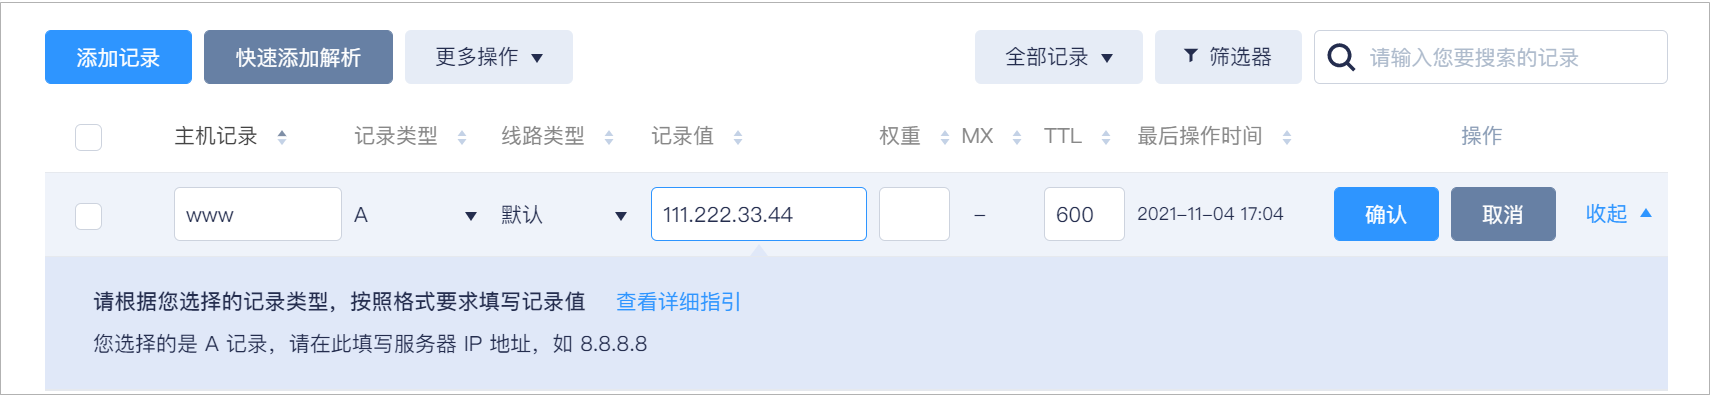 添加记录 快速添加解析 更多操作 全部记录 筛选器 请输入您要搜索的记录
主机记录 记录类型 线路类型 记录值 权重 MX TTL 最后操作时间 操作
www A 默认 111.222.33.44 – 600 2021-11-04 17:04 确认 取消 收起
请根据您选择的记录类型，按照格式要求填写记录值 查看详细指引
您选择的是 A 记录，请在此填写服务器 IP 地址，如 8.8.8.8